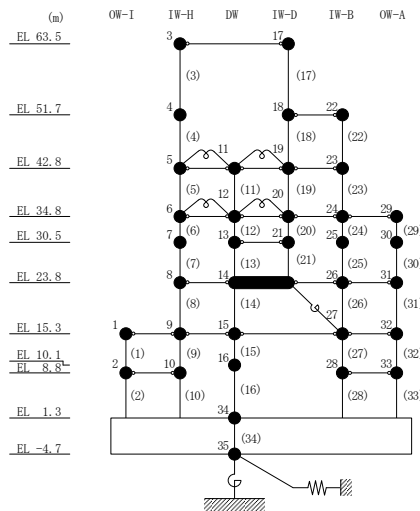 (m) OW-I IW-H DW IW-D IW-B OW-A
EL 63.5 3 17
(3) (17)
EL 51.7 4 18 22
(4) 11 19 (18) (22)
EL 42.8 5 23
(5) 12 (11) 20 (19) (23)
EL 34.8 6 24 29
(6) (12) (20) (24) (29)
EL 30.5 7 13 21 25 30
(7) (13) (21) (25) (30)
EL 23.8 8 14 26 31
(8) (14) (26) (31)
27
EL 15.3 1 9 15 32
(1) (9) (15) (27) (32)
EL 10.1 16
EL 8.8 2 10 28 33
(2) (10) (16) (28) (33)
EL 1.3 34
(34)
EL -4.7 35